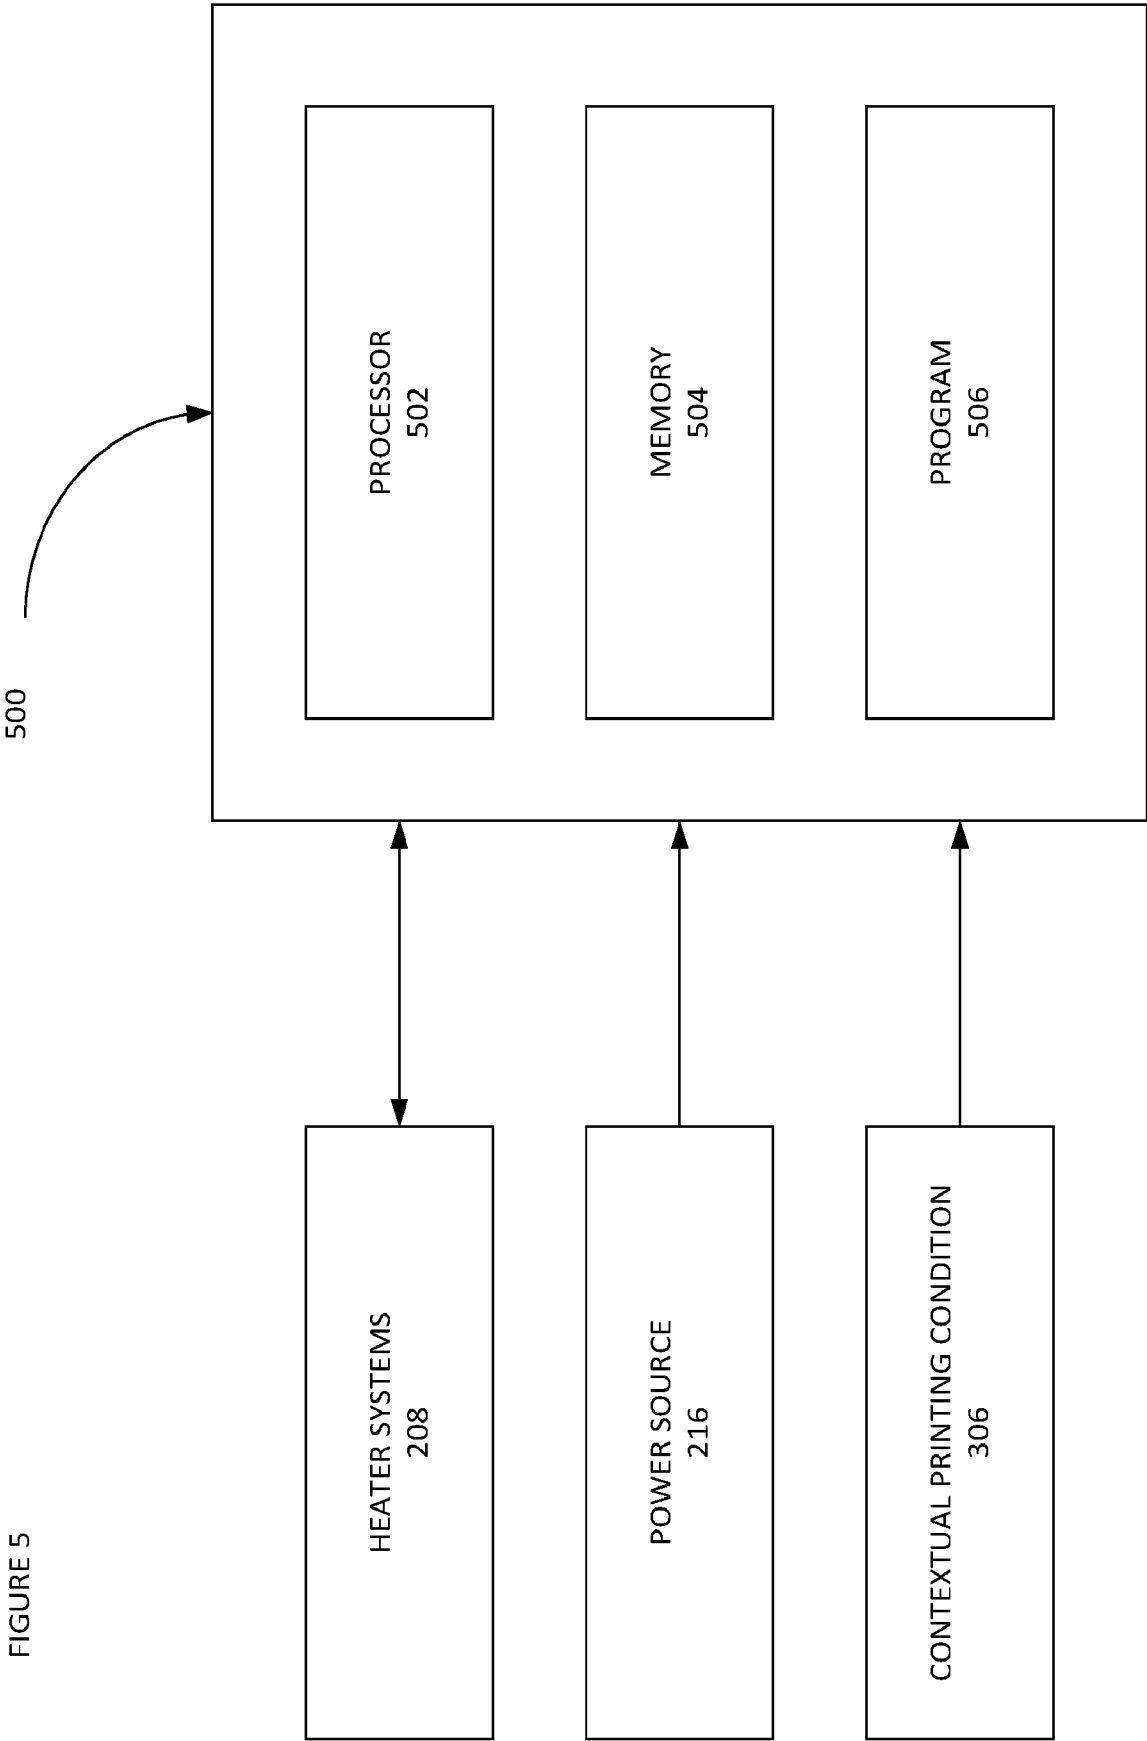 FIGURE 5
500
HEATER SYSTEMS
208
POWER SOURCE
216
CONTEXTUAL PRINTING CONDITION
306
PROCESSOR
502
MEMORY
504
PROGRAM
506